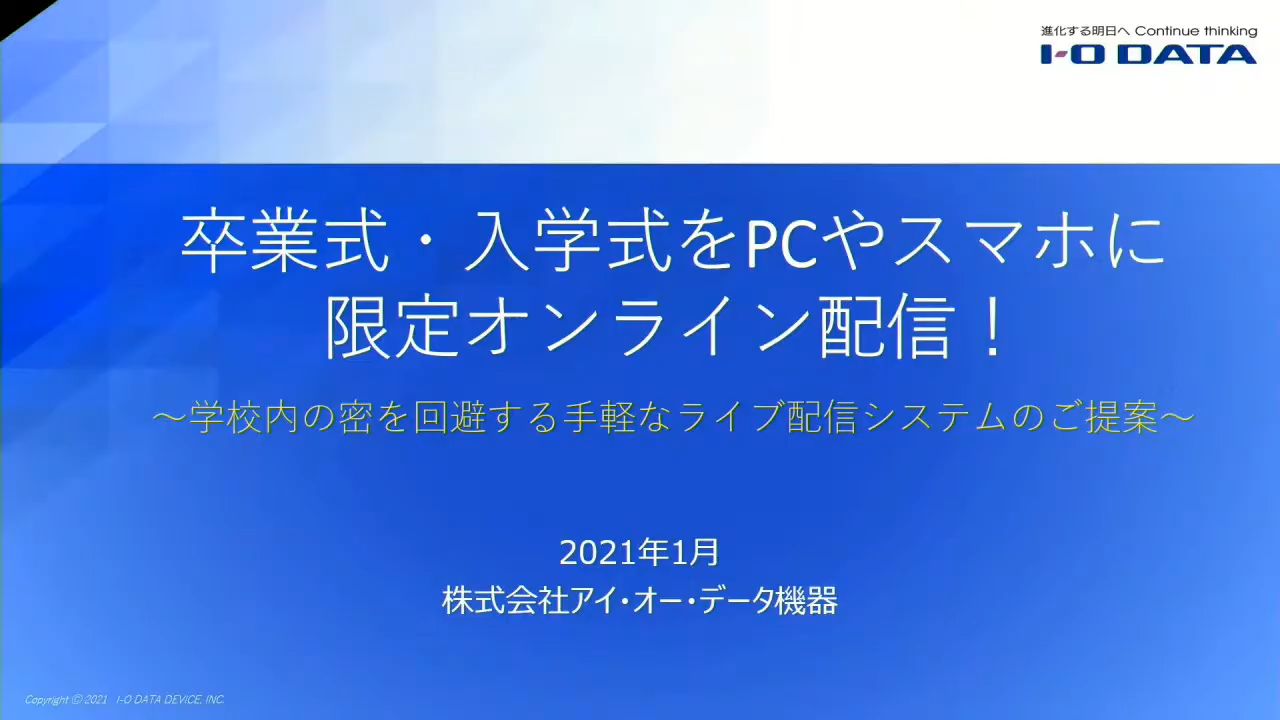 進化する明日へ Continue thinking
I-O DATA
卒業式・入学式をPCやスマホに
限定オンライン配信！
～学校内の密を回避する手軽なライブ配信システムのご提案～
2021年1月
株式会社アイ・オー・データ機器
Copyright © 2021 I-O DATA DEVICE, INC.